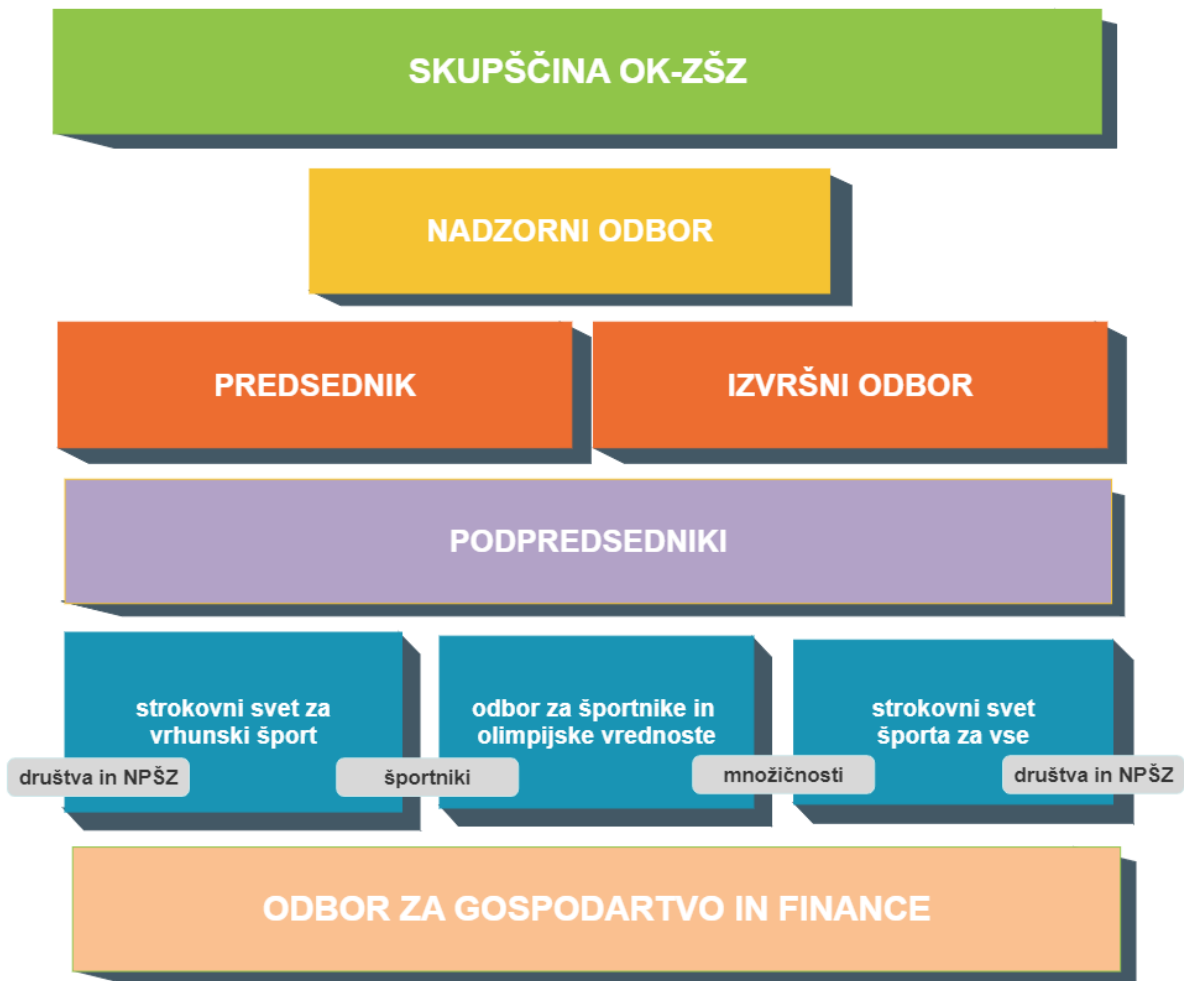 SKUPŠČINA OK-ZŠZ
NADZORNI ODBOR
PREDSEDNIK
IZVRŠNI ODBOR
PODPREDSEDNIKI
strokovni svet za
vrhunski šport
odbor za športnike in
olimpijske vrednoste
strokovni svet
športa za vse
društva in NPŠZ
športniki
množičnosti
društva in NPŠZ
ODBOR ZA GOSPODARTVO IN FINANCE